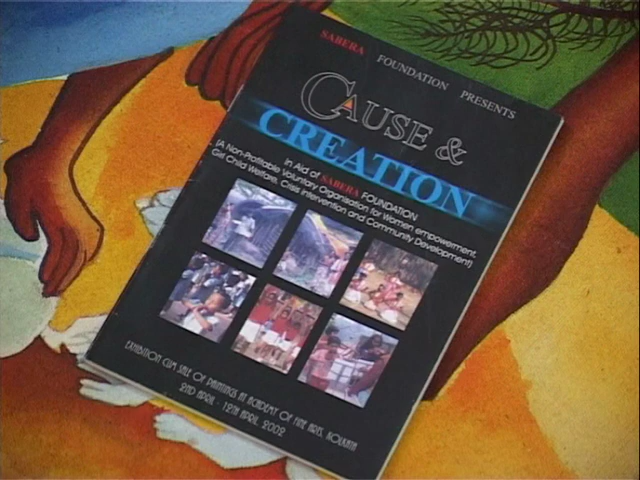 SABERA FOUNDATION PRESENTS
CAUSE &
CREATION
in Aid of SABERA FOUNDATION
(A Non-Profitable Voluntary Organisation for Women empowerment,
Girl Child Welfare, Crisis Intervention and Community Development)
EXHIBITION CUM SALE OF PAINTINGS AT ACADEMY OF FINE ARTS, KOLKATA
2ND APRIL - 12TH APRIL, 2002